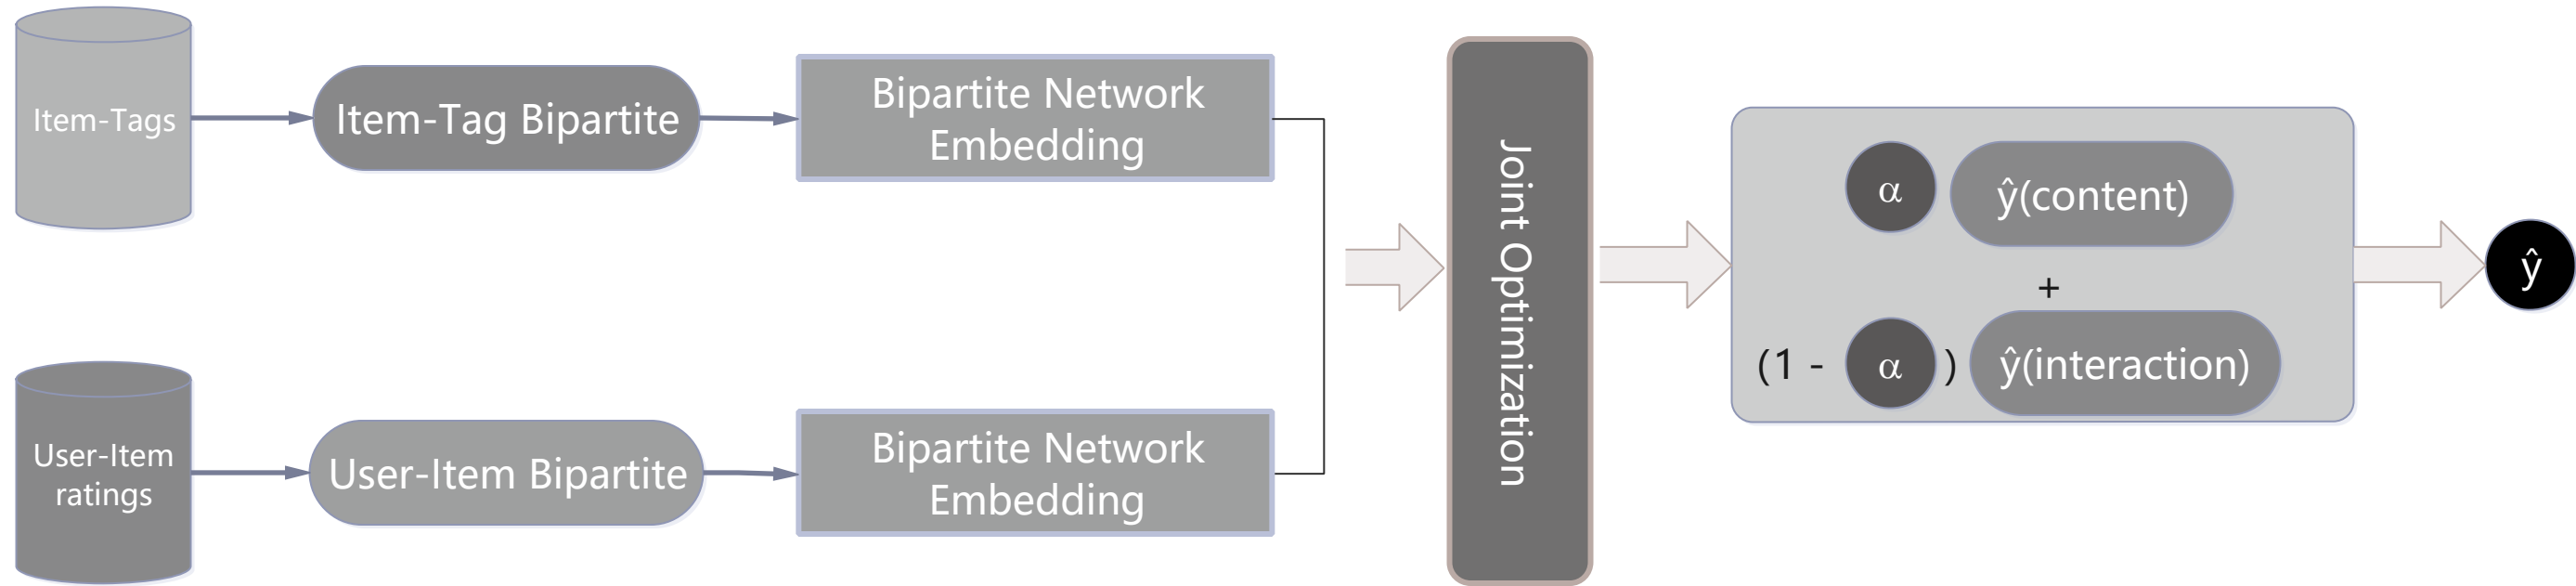 Item-Tags
Item-Tag Bipartite
Bipartite Network
Embedding
User-Item
ratings
User-Item Bipartite
Bipartite Network
Embedding
Joint Optimization
α ŷ(content)
+
(1 - α ) ŷ(interaction)
ŷ